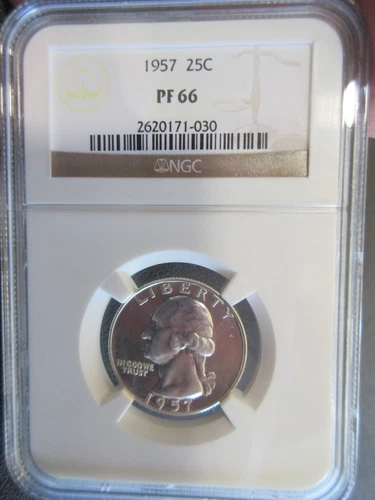 1957 25C
PF 66
2620171-030
NGC
LIBERTY
IN GOD WE
TRUST
1957